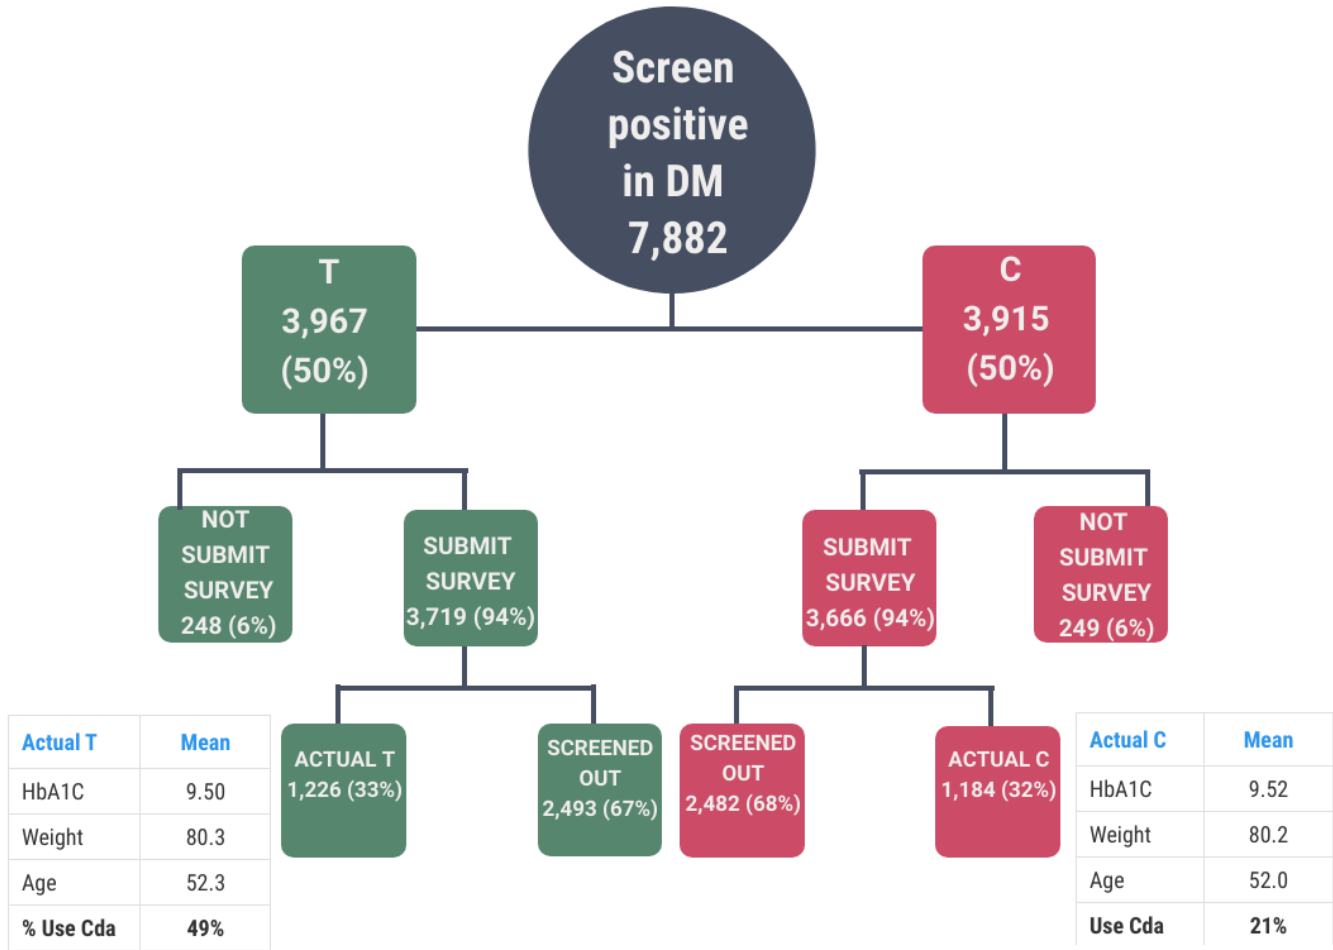 Screen
positive
in DM
7,882
T
3,967
(50%)
C
3,915
(50%)
NOT
SUBMIT
SURVEY
248 (6%)
SUBMIT
SURVEY
3,719 (94%)
SUBMIT
SURVEY
3,666 (94%)
NOT
SUBMIT
SURVEY
249 (6%)
ACTUAL T
1,226 (33%)
SCREENED
OUT
2,493 (67%)
SCREENED
OUT
2,482 (68%)
ACTUAL C
1,184 (32%)
Actual T Mean
HbA1C 9.50
Weight 80.3
Age 52.3
% Use Cda 49%
Actual C Mean
HbA1C 9.52
Weight 80.2
Age 52.0
Use Cda 21%